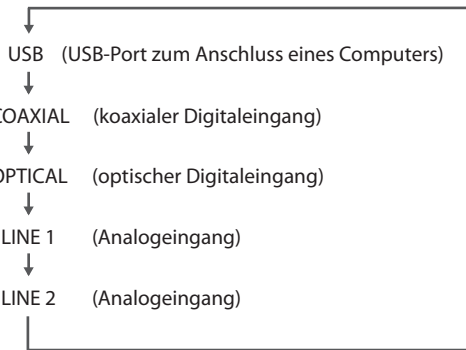 USB (USB-Port zum Anschluss eines Computers)
COAXIAL (koaxialer Digitaleingang)
OPTICAL (optischer Digitaleingang)
LINE 1 (Analogeingang)
LINE 2 (Analogeingang)